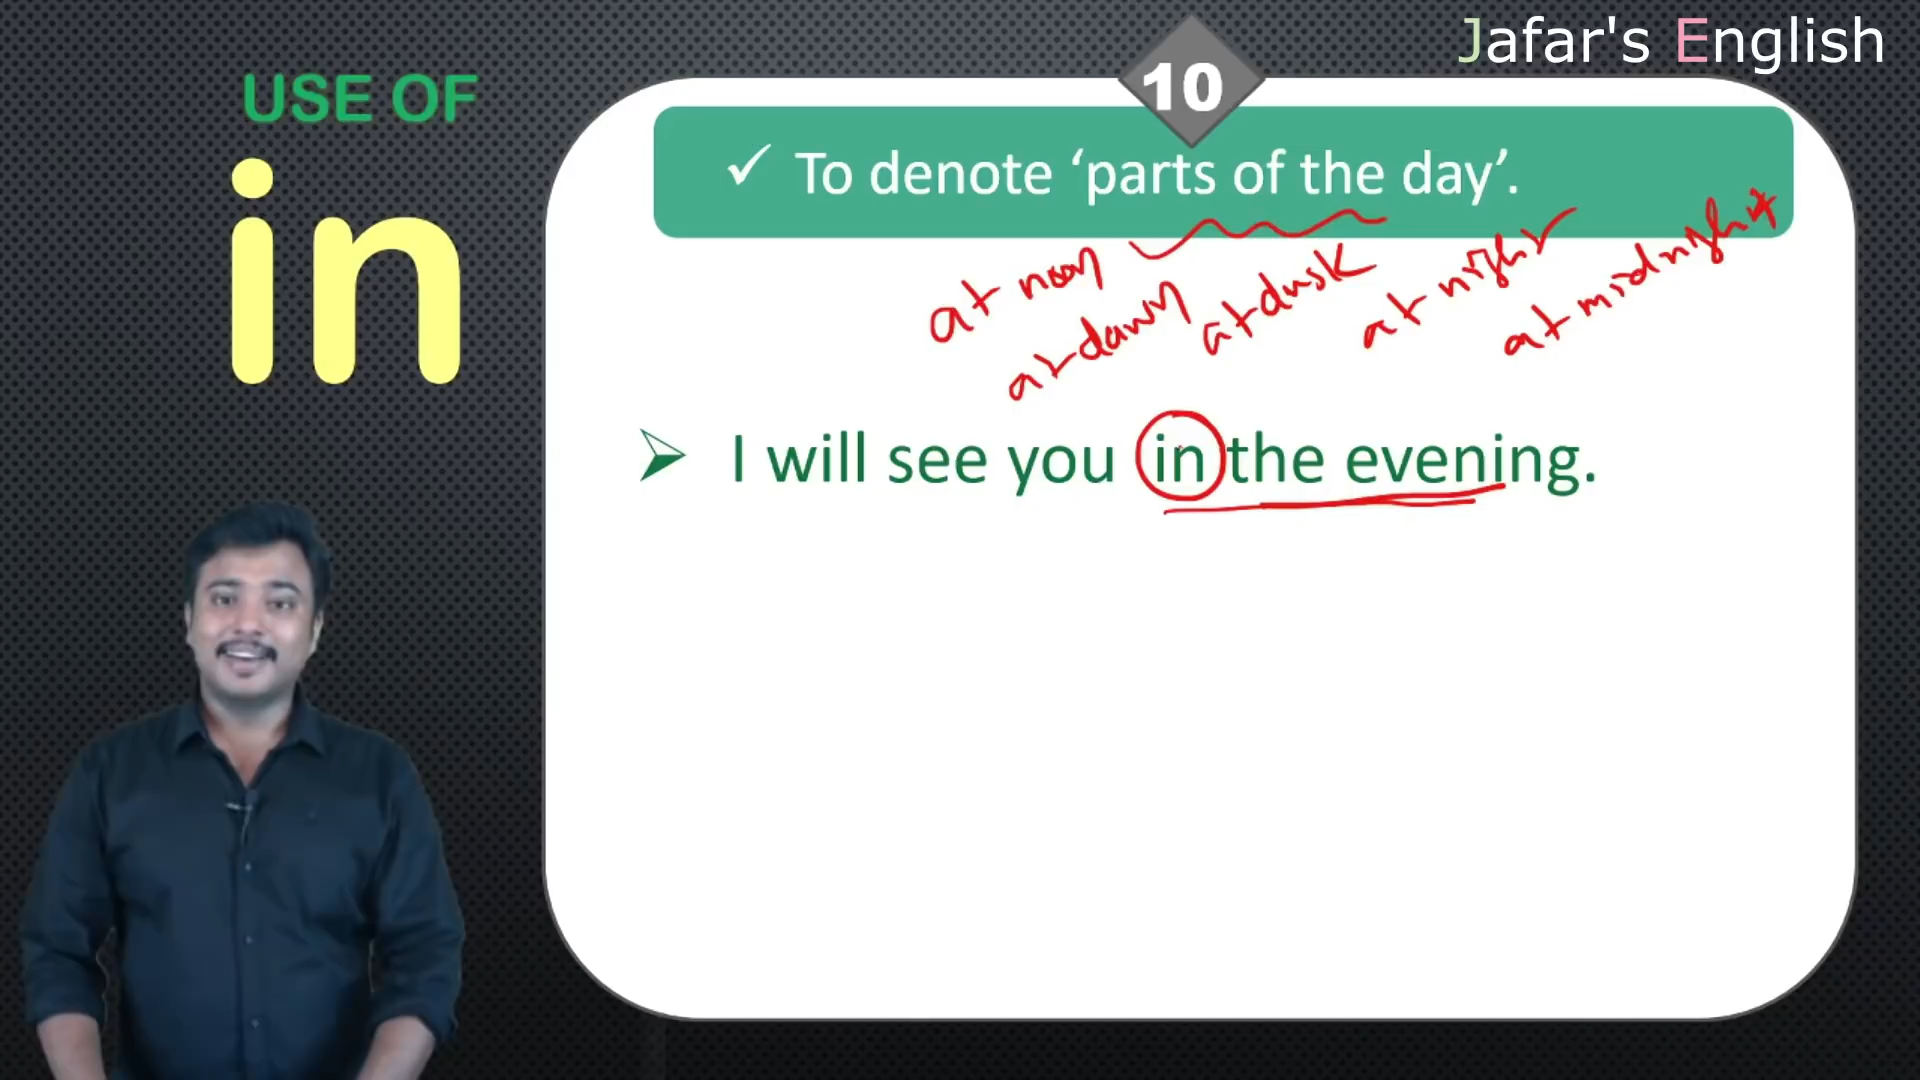 Jafar's English
USE OF
in
10
✓ To denote ‘parts of the day’.
at noon
at dawn
at dusk
at night
at midnight
➢ I will see you in the evening.